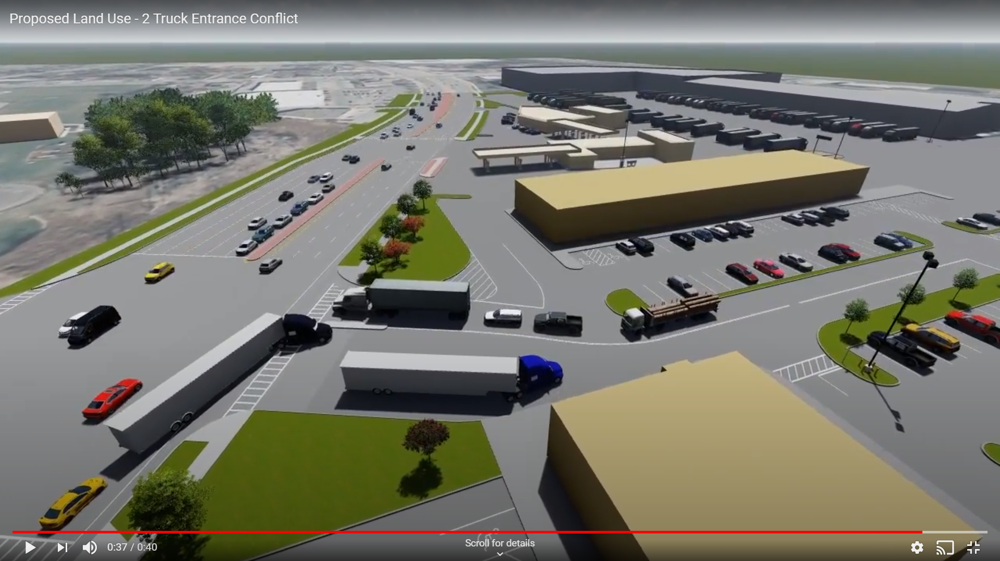 Proposed Land Use - 2 Truck Entrance Conflict
Scroll for details
0:37 / 0:40